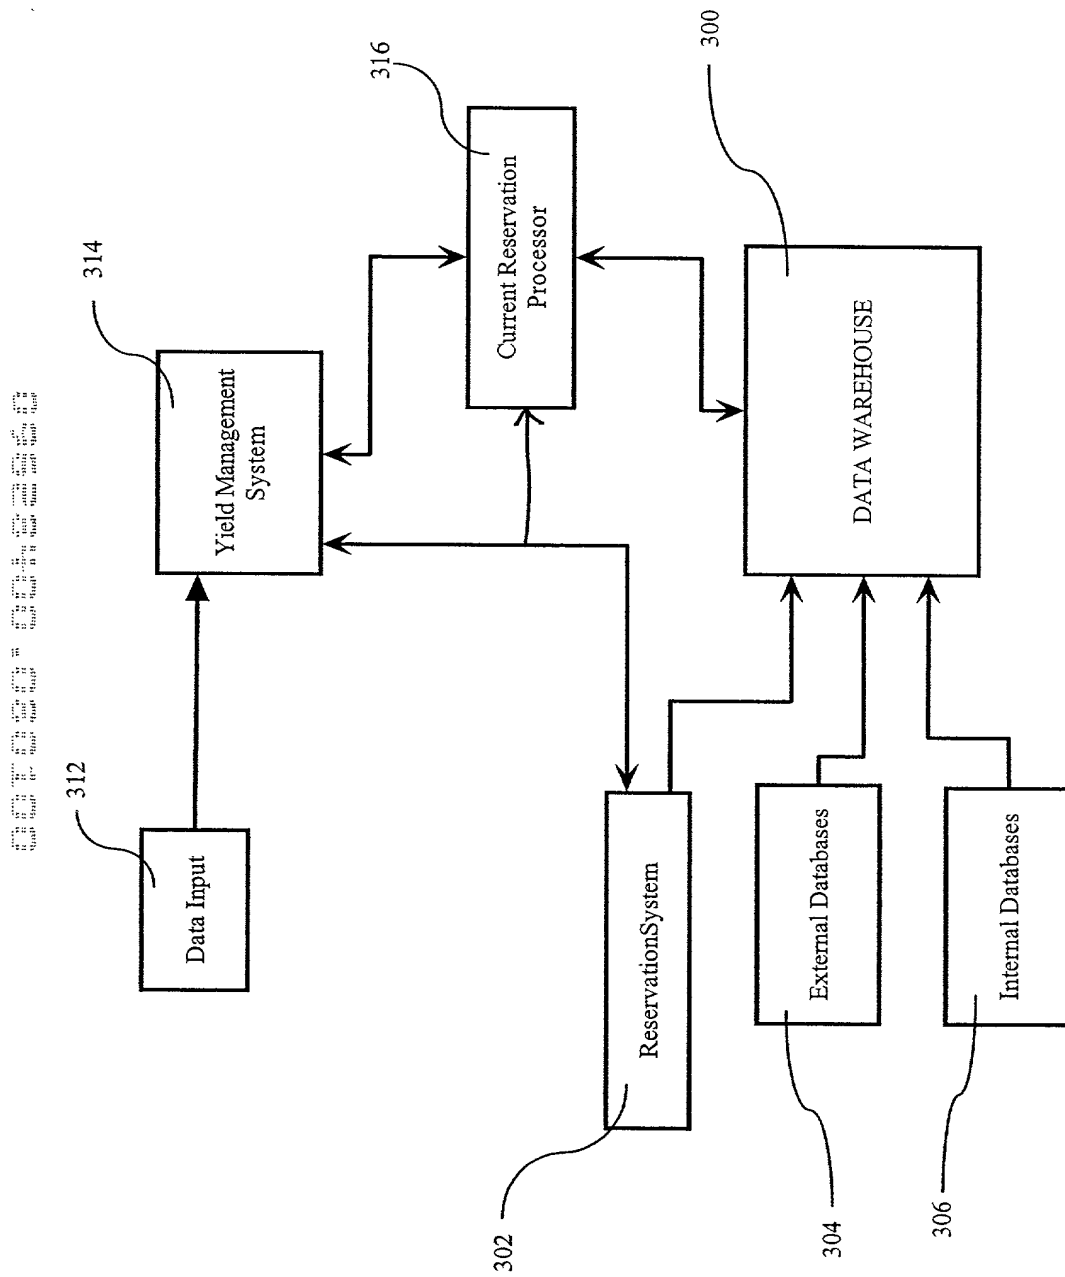 312
314
Data Input
Yield Management
System
316
Current Reservation
Processor
302
ReservationSystem
300
DATA WAREHOUSE
304
External Databases
306
Internal Databases